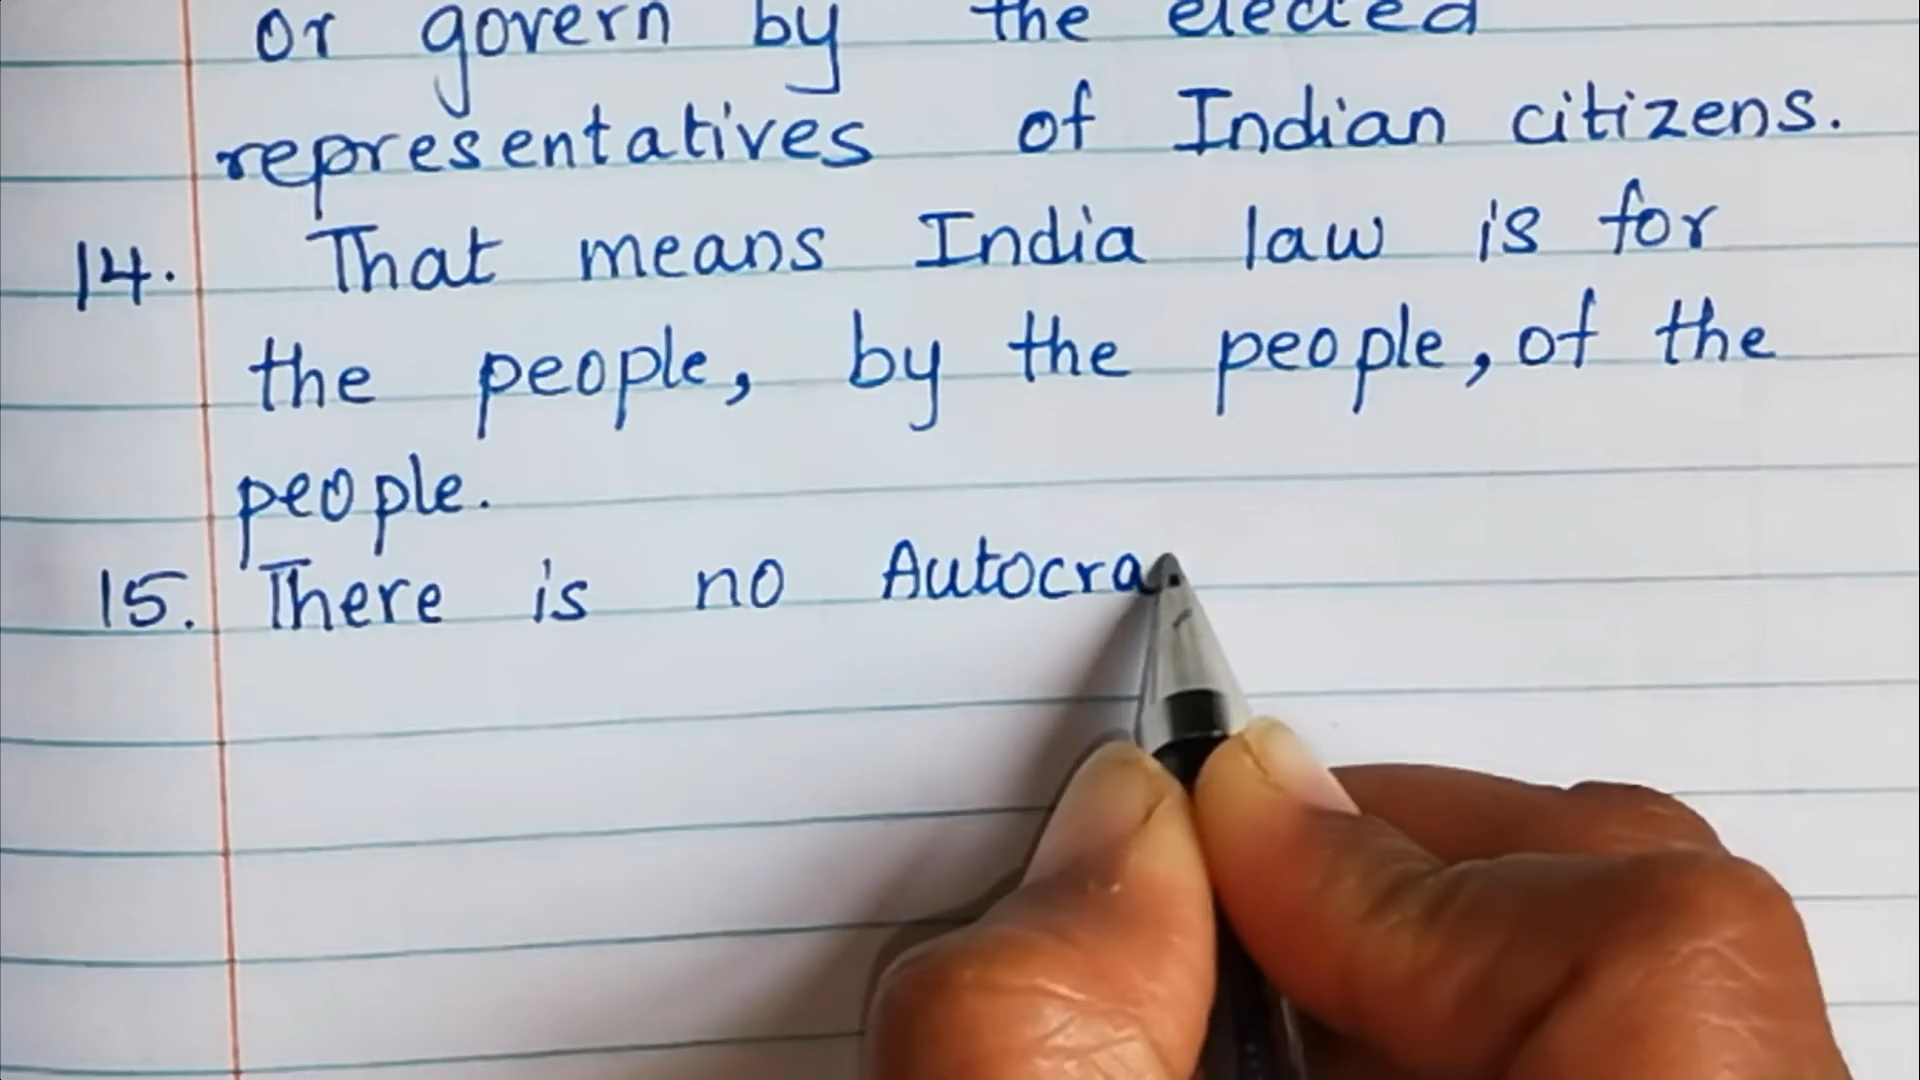 or govern by the elected
representatives of Indian citizens.
14. That means India law is for
the people, by the people, of the
people.
15. There is no Autocra